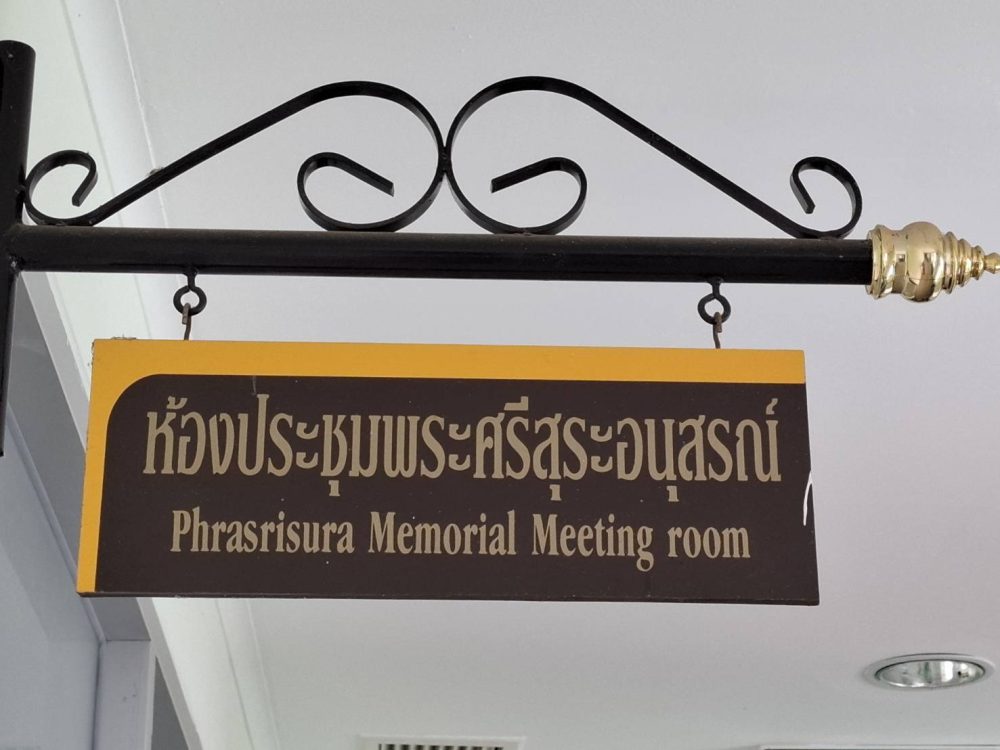 ห้องประชุมพระศรีสุระอนุสรณ์
Phrasrisura Memorial Meeting room